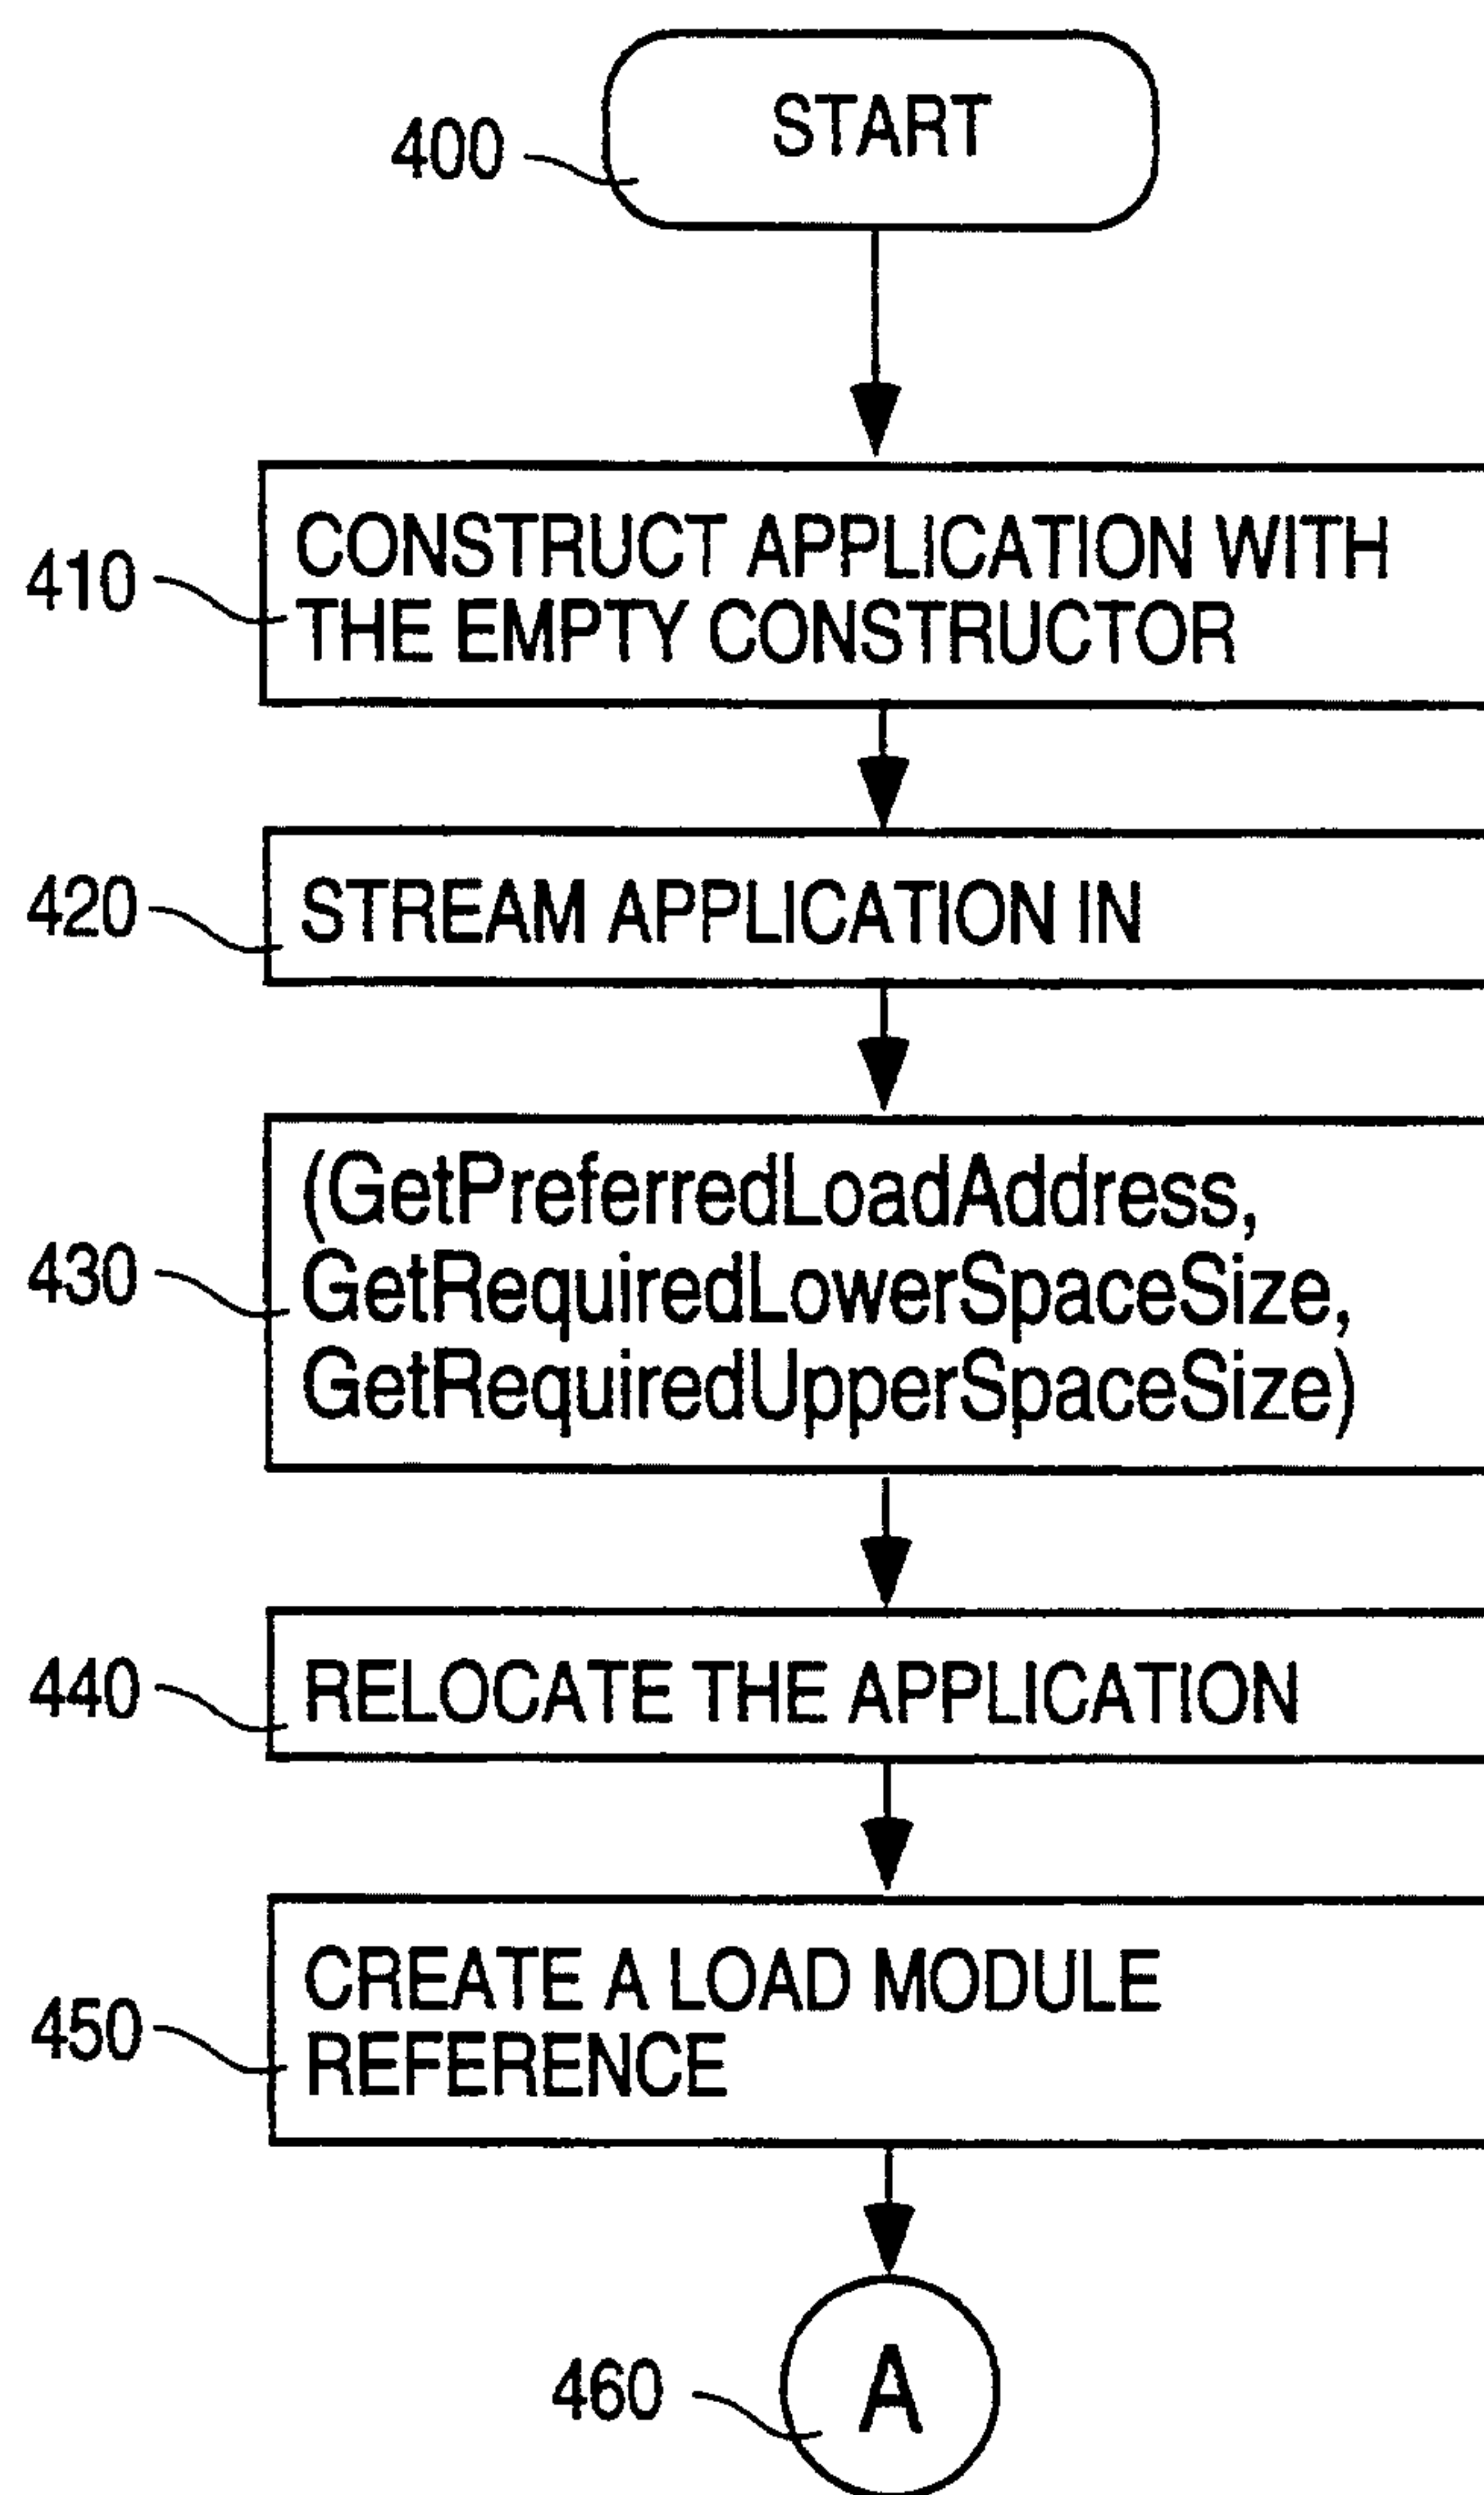 START
400
CONSTRUCT APPLICATION WITH
THE EMPTY CONSTRUCTOR
410
STREAM APPLICATION IN
420
(GetPreferredLoadAddress,
GetRequiredLowerSpaceSize,
GetRequiredUpperSpaceSize)
430
RELOCATE THE APPLICATION
440
CREATE A LOAD MODULE
REFERENCE
450
A
460